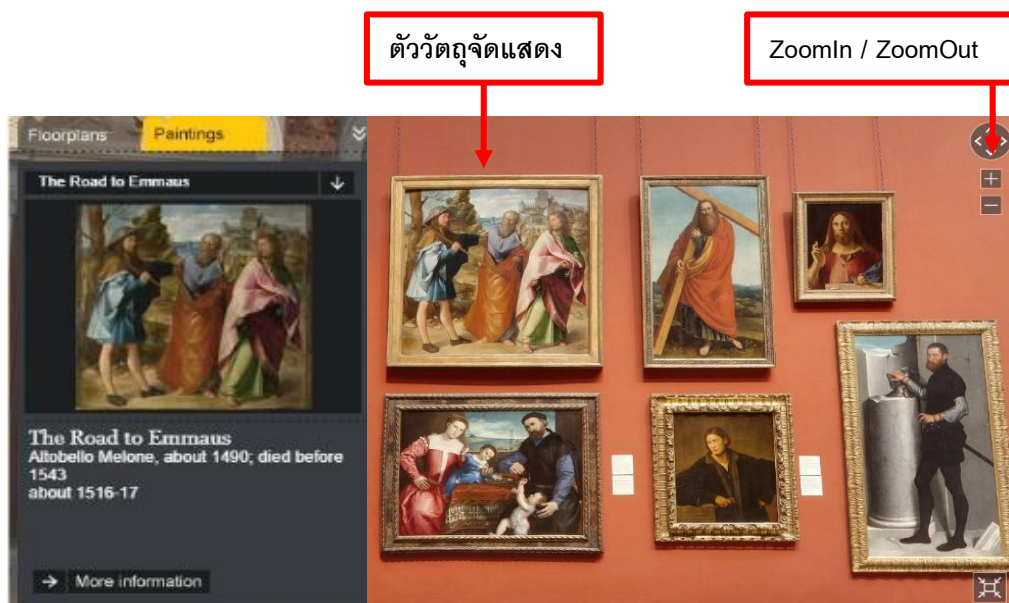 ตัววัตถุจัดแสดง
ZoomIn / ZoomOut
Floorplans
Paintings
The Road to Emmaus
The Road to Emmaus
Altobello Melone, about 1490; died before
1543
about 1516-17
More information